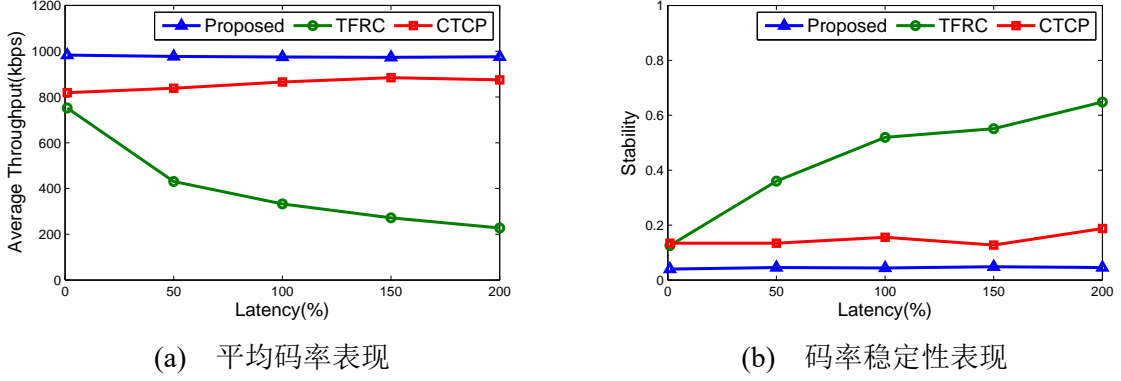 Proposed TFRC CTCP
1200
1000
800
600
400
200
0
Average Throughput(kbps)
0 50 100 150 200
Latency(%)
(a) 平均码率表现
Proposed TFRC CTCP
1
0.8
0.6
0.4
0.2
0
Stability
0 50 100 150 200
Latency(%)
(b) 码率稳定性表现